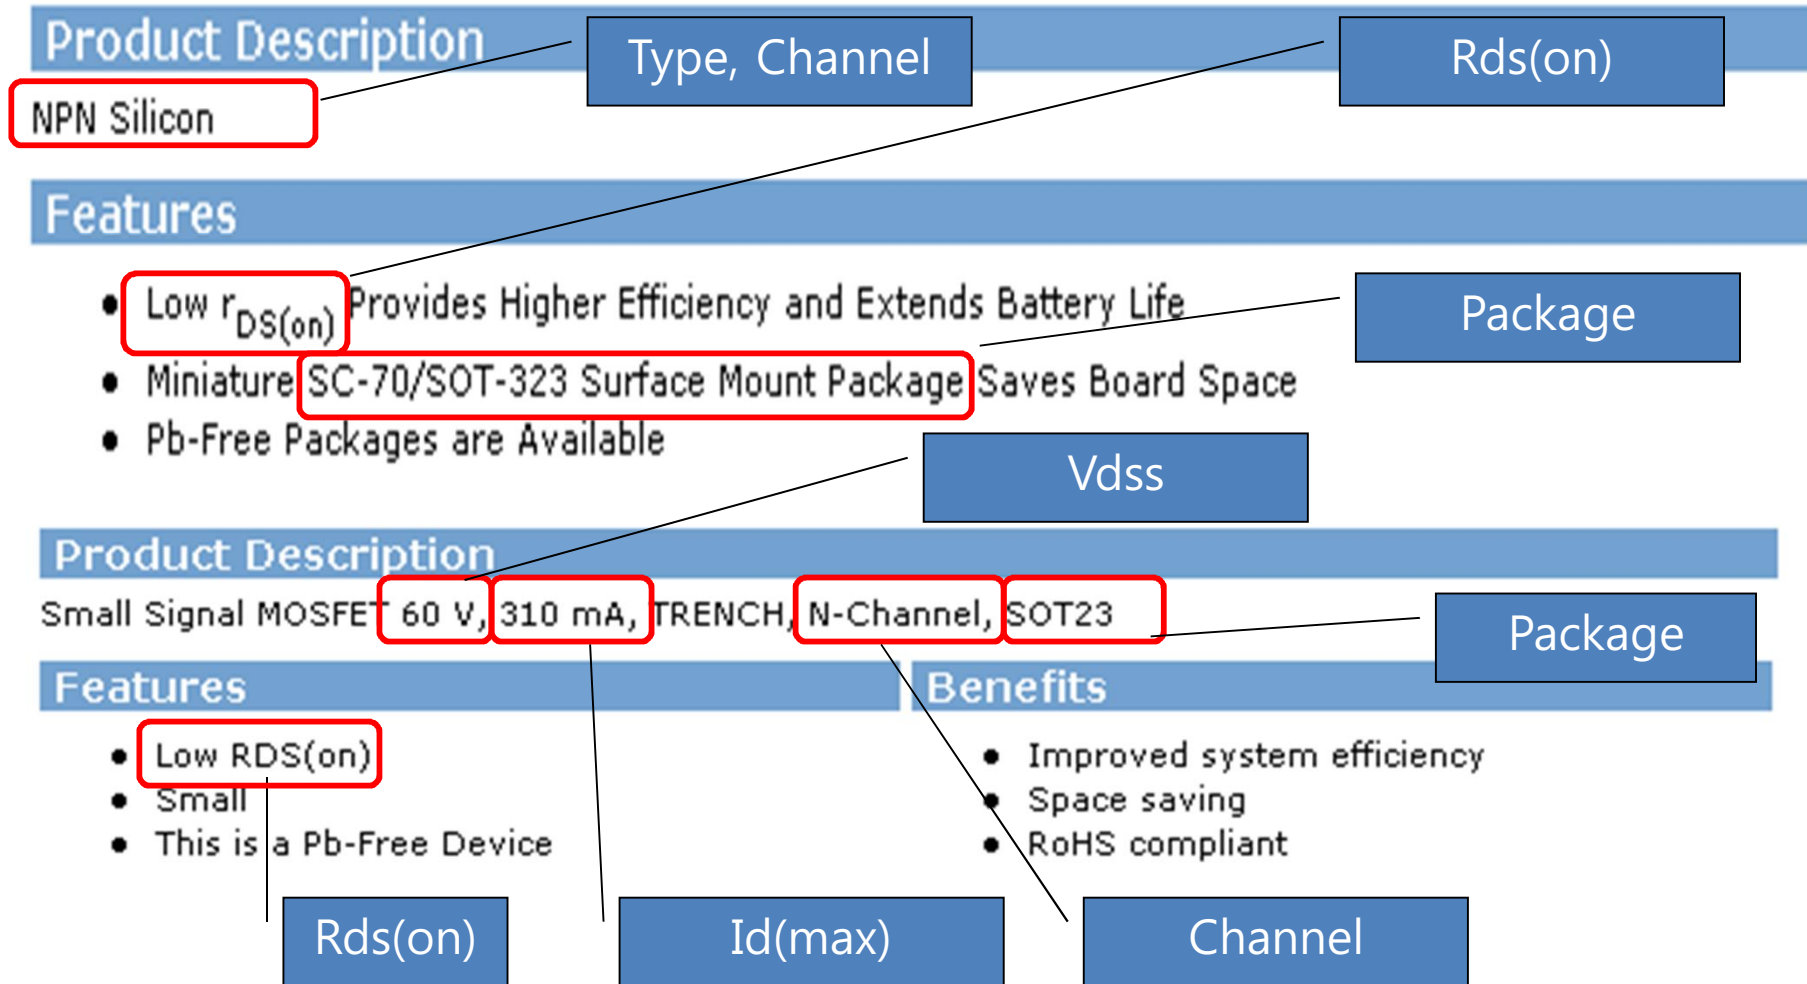 Product Description
Type, Channel
Rds(on)
NPN Silicon
Features
• Low rDS(on) Provides Higher Efficiency and Extends Battery Life
Package
• Miniature SC-70/SOT-323 Surface Mount Package Saves Board Space
• Pb-Free Packages are Available
Vdss
Product Description
Small Signal MOSFET 60 V, 310 mA, TRENCH, N-Channel, SOT23
Package
Features
Benefits
• Low RDS(on)
• Small
• This is a Pb-Free Device
• Improved system efficiency
• Space saving
• RoHS compliant
Rds(on)
Id(max)
Channel